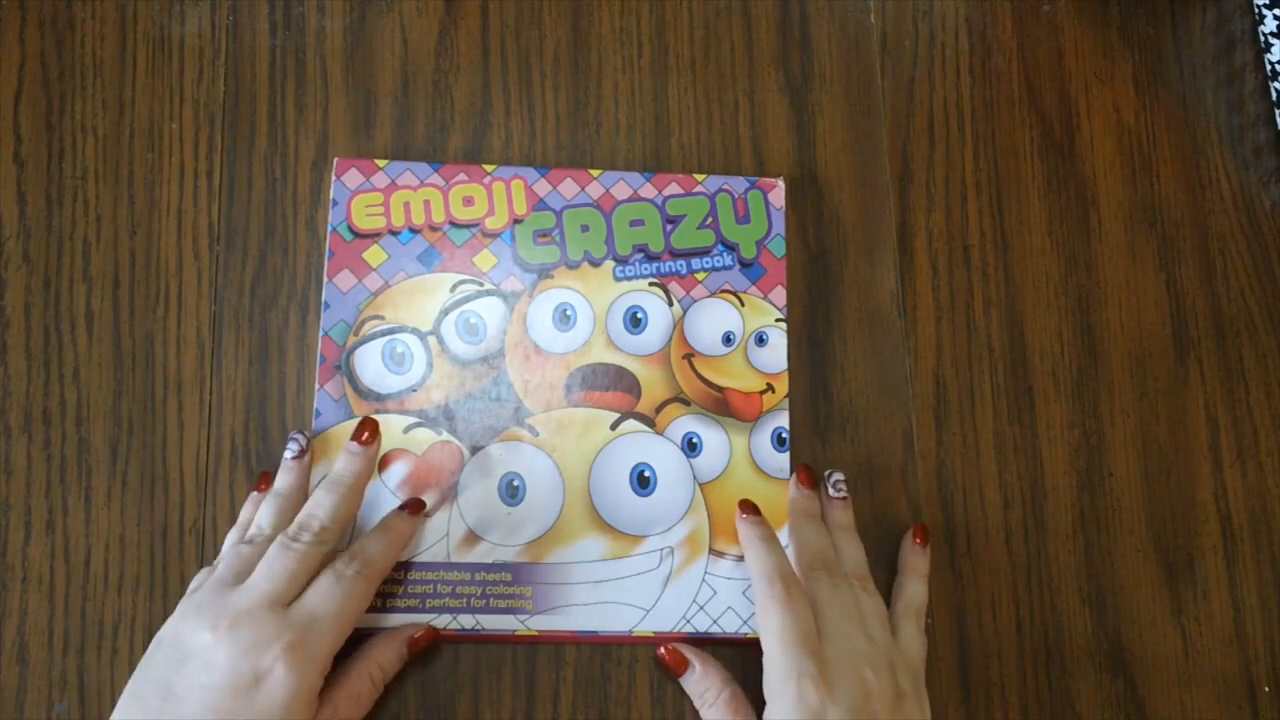 EMOJI
CRAZY
coloring Book
detachable sheets
card for easy coloring
paper, perfect for framing